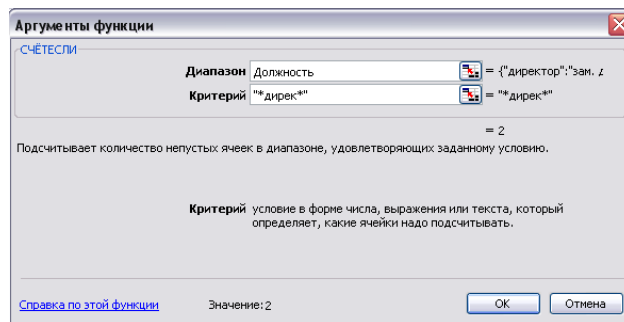 Аргументы функции
СЧЁТЕСЛИ
Диапазон Должность = {"директор":"зам.
Критерий "*дирек*" = "*дирек*"
= 2
Подсчитывает количество непустых ячеек в диапазоне, удовлетворяющих заданному условию.
Критерий условие в форме числа, выражения или текста, который
определяет, какие ячейки надо подсчитывать.
Справка по этой функции Значение:2 ОК Отмена